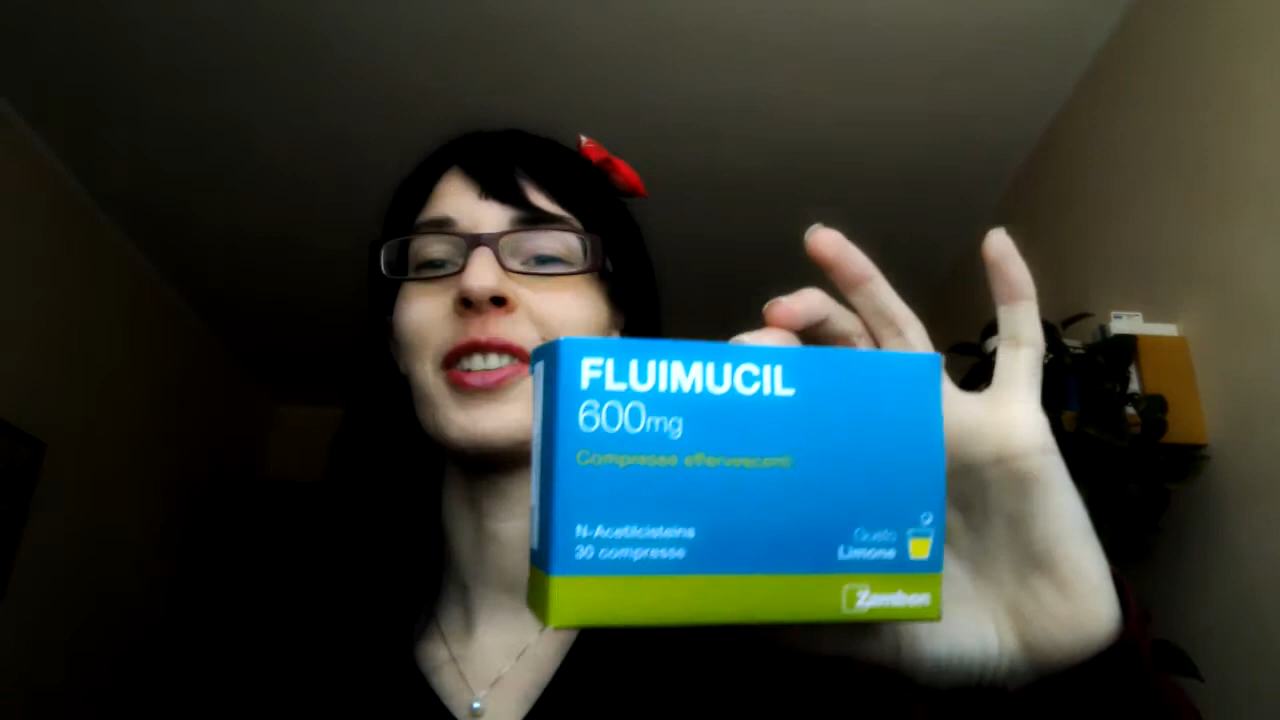 FLUIMUCIL
600mg
Compresse effervescenti
N-Acetilcisteina
30 compresse
Gusto
Limone
Zambon